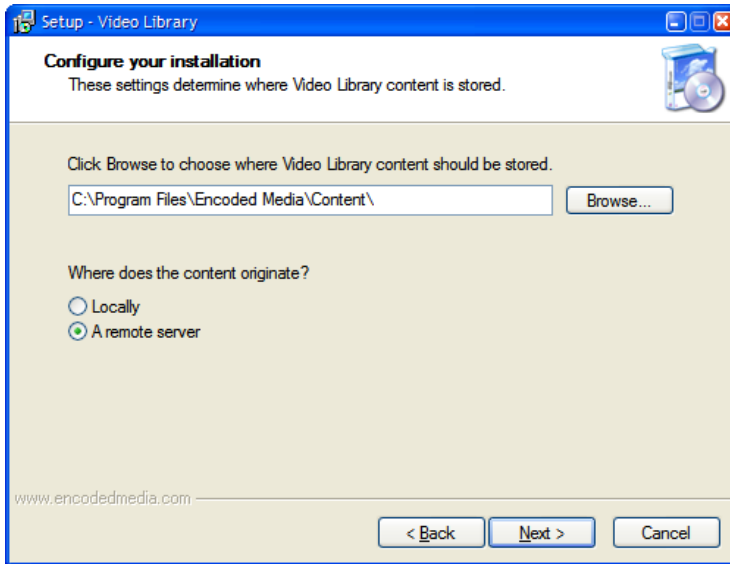 Setup - Video Library
Configure your installation
These settings determine where Video Library content is stored.
Click Browse to choose where Video Library content should be stored.
C:\Program Files\Encoded Media\Content\
Browse...
Where does the content originate?
Locally
A remote server
www.encodedmedia.com
< Back
Next >
Cancel